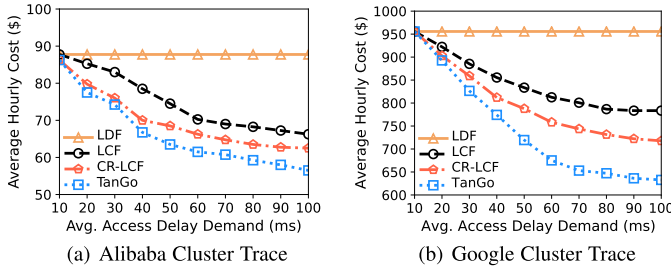 100
90
80
70
60
50
Average Hourly Cost ($)
LDF
LCF
CR-LCF
TanGo
10 20 30 40 50 60 70 80 90 100
Avg. Access Delay Demand (ms)
(a) Alibaba Cluster Trace
1000
950
900
850
800
750
700
650
600
Average Hourly Cost ($)
LDF
LCF
CR-LCF
TanGo
10 20 30 40 50 60 70 80 90 100
Avg. Access Delay Demand (ms)
(b) Google Cluster Trace